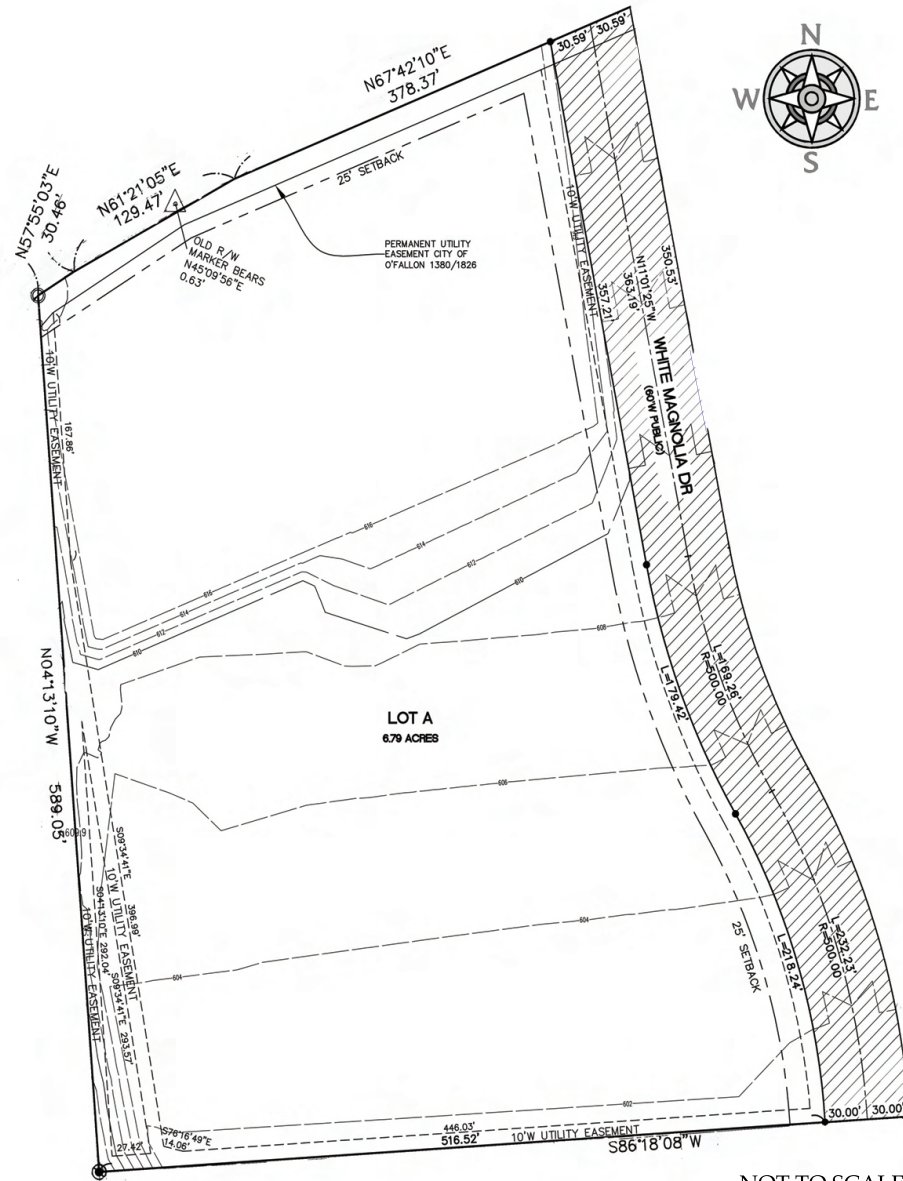 N
W
E
S
30.59'
30.59'
N67°42'10"E
378.37'
N61°21'05"E
129.47'
N57°55'03"E
30.46'
25' SETBACK
OLD R/W
MARKER BEARS
N45°09'56"E
0.63'
PERMANENT UTILITY
EASEMENT CITY OF
O'FALLON 1380/1826
10'W UTILITY EASEMENT
357.21'
N11°01'25"W
363.19'
350.53'
WHITE MAGNOLIA DR
(60'W PUBLIC)
10'W UTILITY EASEMENT
167.86'
616
614
612
610
616
614
612
610
608
N04°13'10"W
589.05'
L=179.42'
L=169.26'
R=500.00
LOT A
6.79 ACRES
606
609.9
S09°34'41"E
396.99'
10'W UTILITY EASEMENT
S04°13'10"E 292.04'
S09°34'41"E 293.57'
10'W UTILITY EASEMENT
604
604
25' SETBACK
L=218.24'
L=232.23'
R=500.00
602
S76°16'49"E
14.06'
27.42'
446.03'
516.52'
10'W UTILITY EASEMENT
S86°18'08"W
30.00'
30.00'
NOT TO SCALE